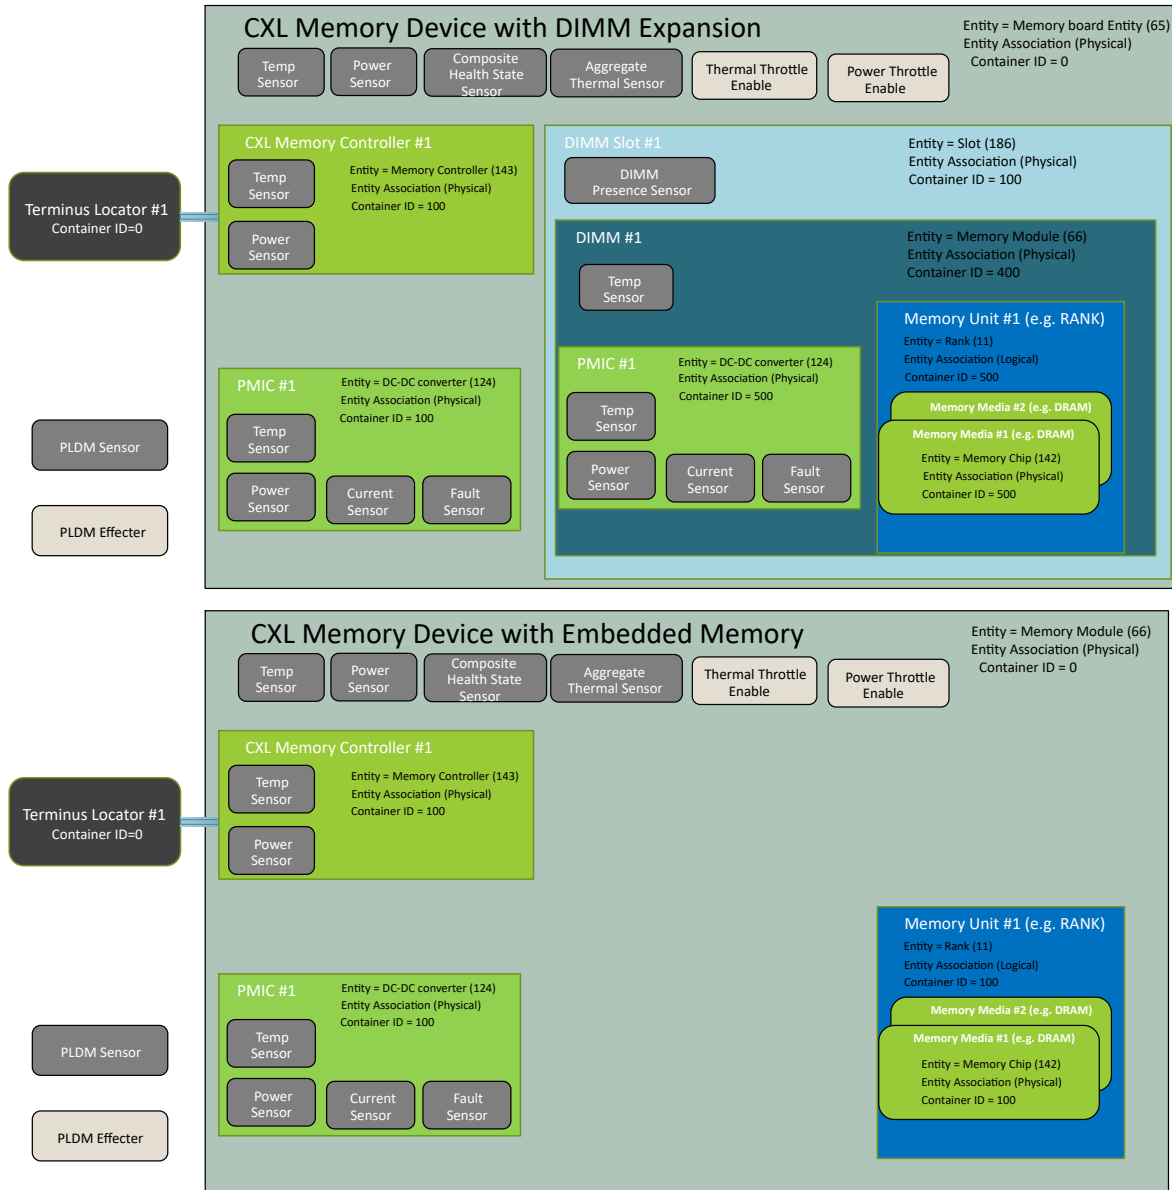 CXL Memory Device with DIMM Expansion
Entity = Memory board Entity (65)
Entity Association (Physical)
Container ID = 0
Temp
Sensor
Power
Sensor
Composite
Health State
Sensor
Aggregate
Thermal Sensor
Thermal Throttle
Enable
Power Throttle
Enable
Terminus Locator #1
Container ID=0
CXL Memory Controller #1
Temp
Sensor
Entity = Memory Controller (143)
Entity Association (Physical)
Container ID = 100
Power
Sensor
DIMM Slot #1
DIMM
Presence Sensor
Entity = Slot (186)
Entity Association (Physical)
Container ID = 100
DIMM #1
Entity = Memory Module (66)
Entity Association (Physical)
Container ID = 400
Temp
Sensor
PMIC #1
Entity = DC-DC converter (124)
Entity Association (Physical)
Container ID = 100
Temp
Sensor
Power
Sensor
Current
Sensor
Fault
Sensor
PMIC #1
Entity = DC-DC converter (124)
Entity Association (Physical)
Container ID = 500
Temp
Sensor
Power
Sensor
Current
Sensor
Fault
Sensor
Memory Unit #1 (e.g. RANK)
Entity = Rank (11)
Entity Association (Logical)
Container ID = 500
Memory Media #2 (e.g. DRAM)
Memory Media #1 (e.g. DRAM)
Entity = Memory Chip (142)
Entity Association (Physical)
Container ID = 500
PLDM Sensor
PLDM Effecter
CXL Memory Device with Embedded Memory
Entity = Memory Module (66)
Entity Association (Physical)
Container ID = 0
Temp
Sensor
Power
Sensor
Composite
Health State
Sensor
Aggregate
Thermal Sensor
Thermal Throttle
Enable
Power Throttle
Enable
Terminus Locator #1
Container ID=0
CXL Memory Controller #1
Temp
Sensor
Entity = Memory Controller (143)
Entity Association (Physical)
Container ID = 100
Power
Sensor
PMIC #1
Entity = DC-DC converter (124)
Entity Association (Physical)
Container ID = 100
Temp
Sensor
Power
Sensor
Current
Sensor
Fault
Sensor
Memory Unit #1 (e.g. RANK)
Entity = Rank (11)
Entity Association (Logical)
Container ID = 100
Memory Media #2 (e.g. DRAM)
Memory Media #1 (e.g. DRAM)
Entity = Memory Chip (142)
Entity Association (Physical)
Container ID = 100
PLDM Sensor
PLDM Effecter